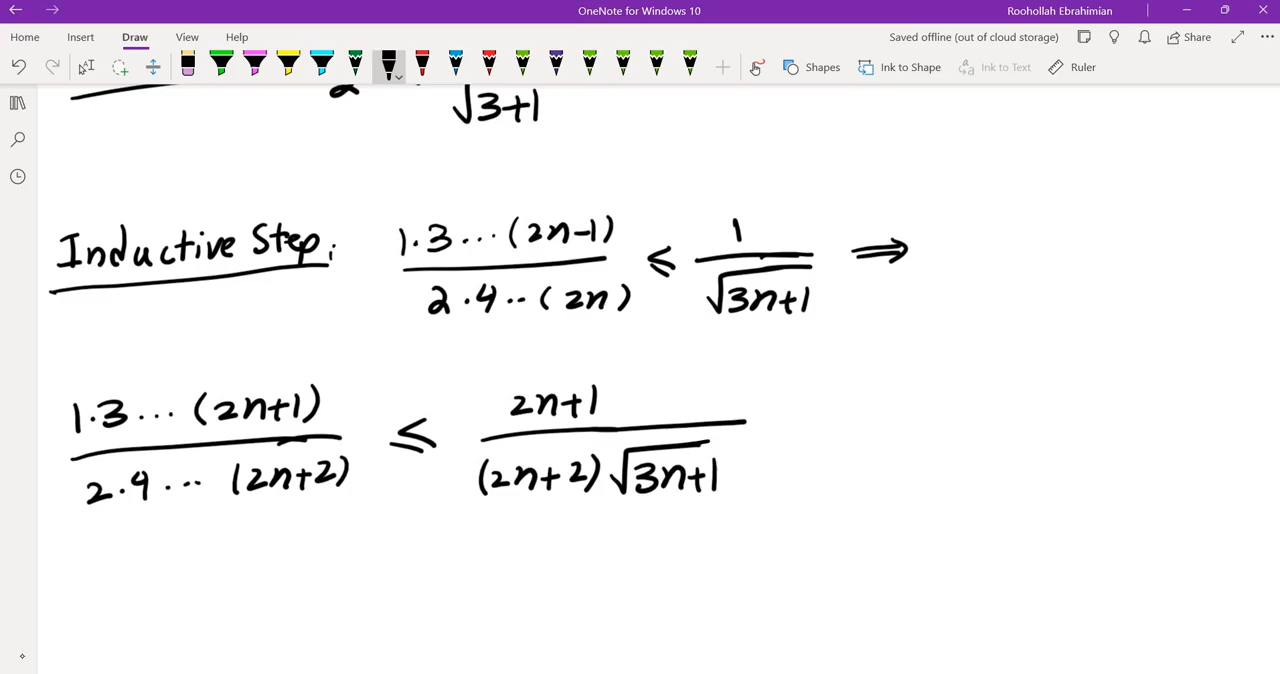 OneNote for Windows 10
Roohollah Ebrahimian
Home Insert Draw View Help
Saved offline (out of cloud storage)
Share
Shapes Ink to Shape Ink to Text Ruler
2 √3+1
Inductive Step: 1·3···(2n-1) / 2·4··(2n) ≤ 1 / √3n+1 ⇒
1·3···(2n+1) / 2·4···(2n+2) ≤ 2n+1 / (2n+2)√3n+1